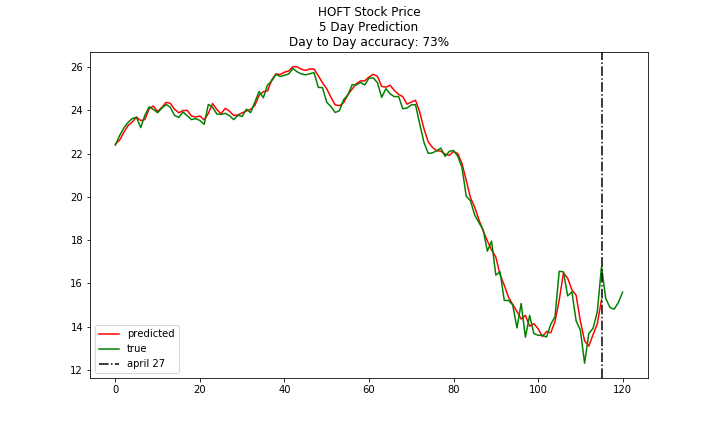 HOFT Stock Price
5 Day Prediction
Day to Day accuracy: 73%
26
24
22
20
18
16
14
12
predicted
true
april 27
0
20
40
60
80
100
120